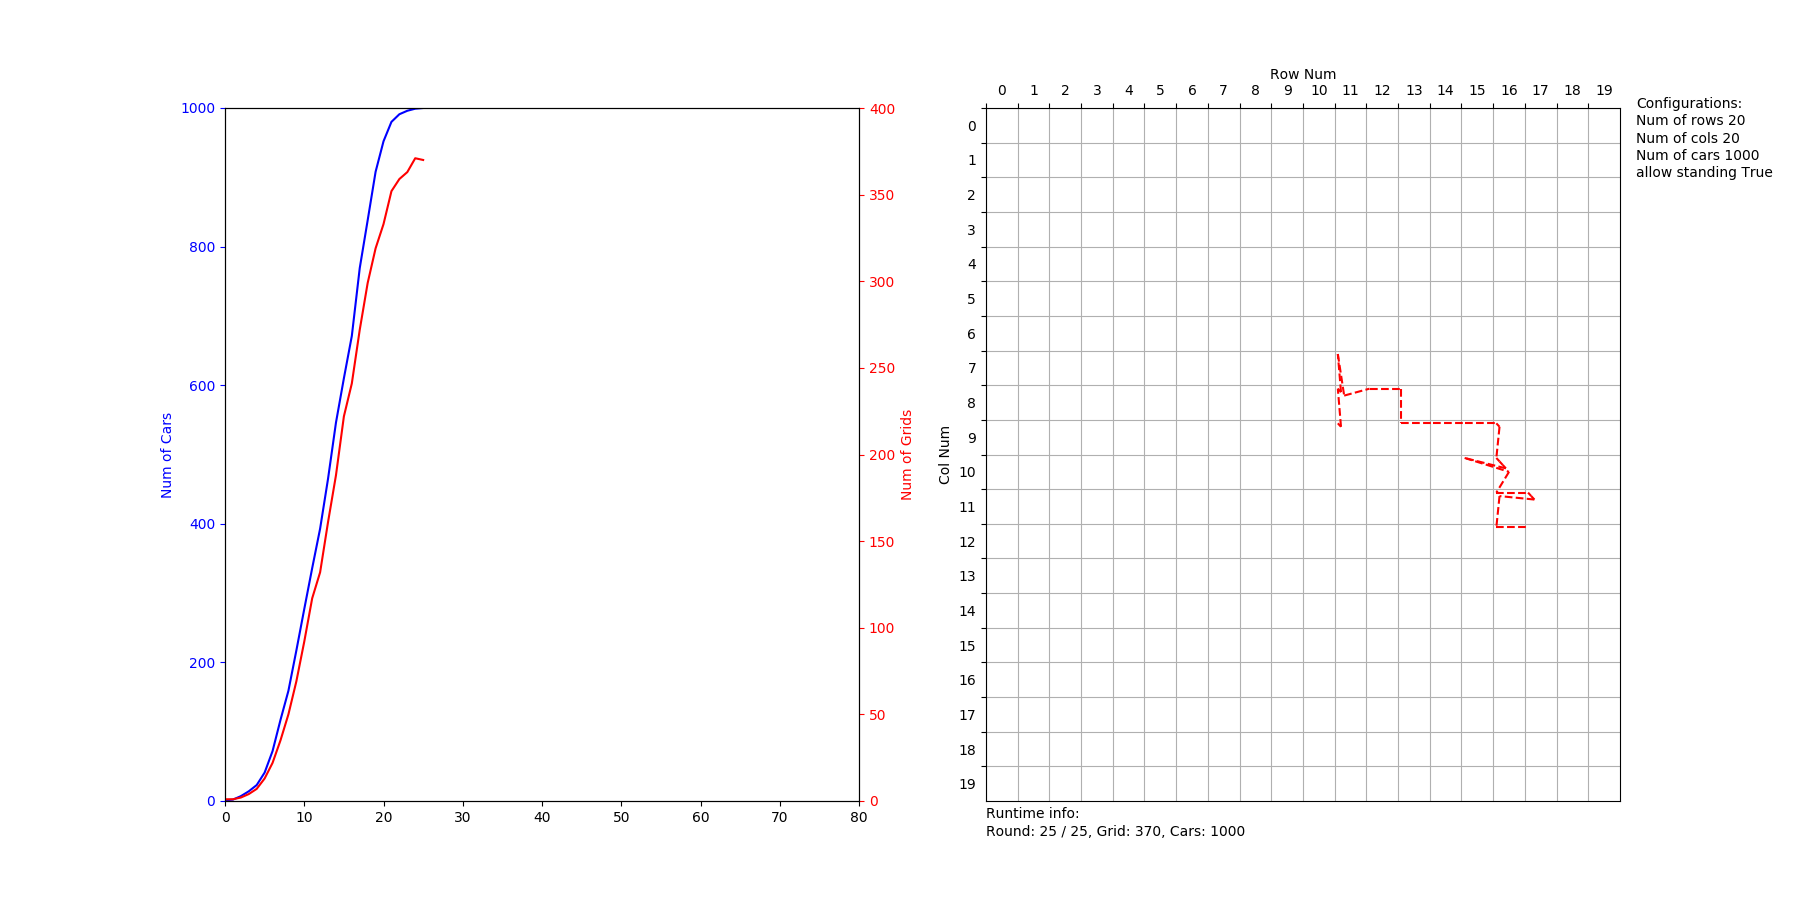 Num of Cars
1000
800
600
400
200
0
0 10 20 30 40 50 60 70 80
400
350
300
250
200
150
100
50
0
Num of Grids
Row Num
0 1 2 3 4 5 6 7 8 9 10 11 12 13 14 15 16 17 18 19
Col Num
0
1
2
3
4
5
6
7
8
9
10
11
12
13
14
15
16
17
18
19
Configurations:
Num of rows 20
Num of cols 20
Num of cars 1000
allow standing True
Runtime info:
Round: 25 / 25, Grid: 370, Cars: 1000